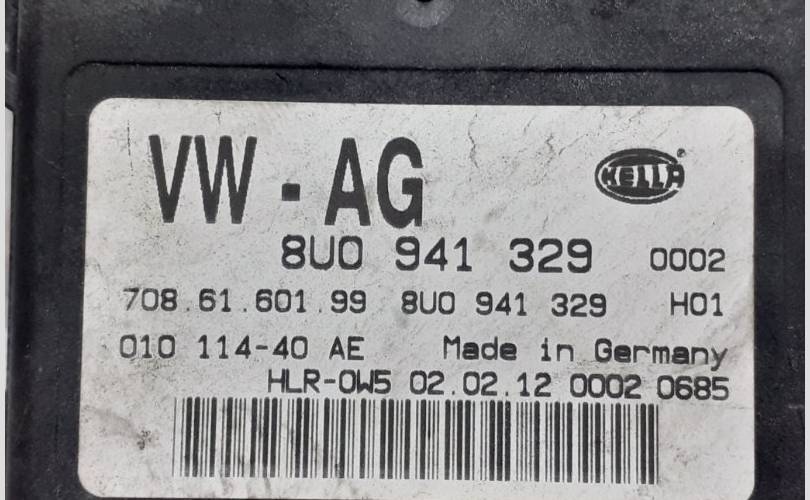 VW - AG
HELLA
8U0 941 329 0002
708.61.601.99 8U0 941 329 H01
010 114-40 AE Made in Germany
HLR-0W5 02.02.12 0002 0685